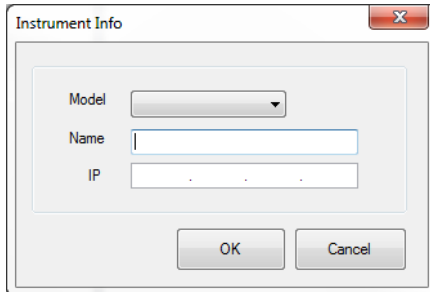 Instrument Info
Model
Name
IP . . .
OK Cancel